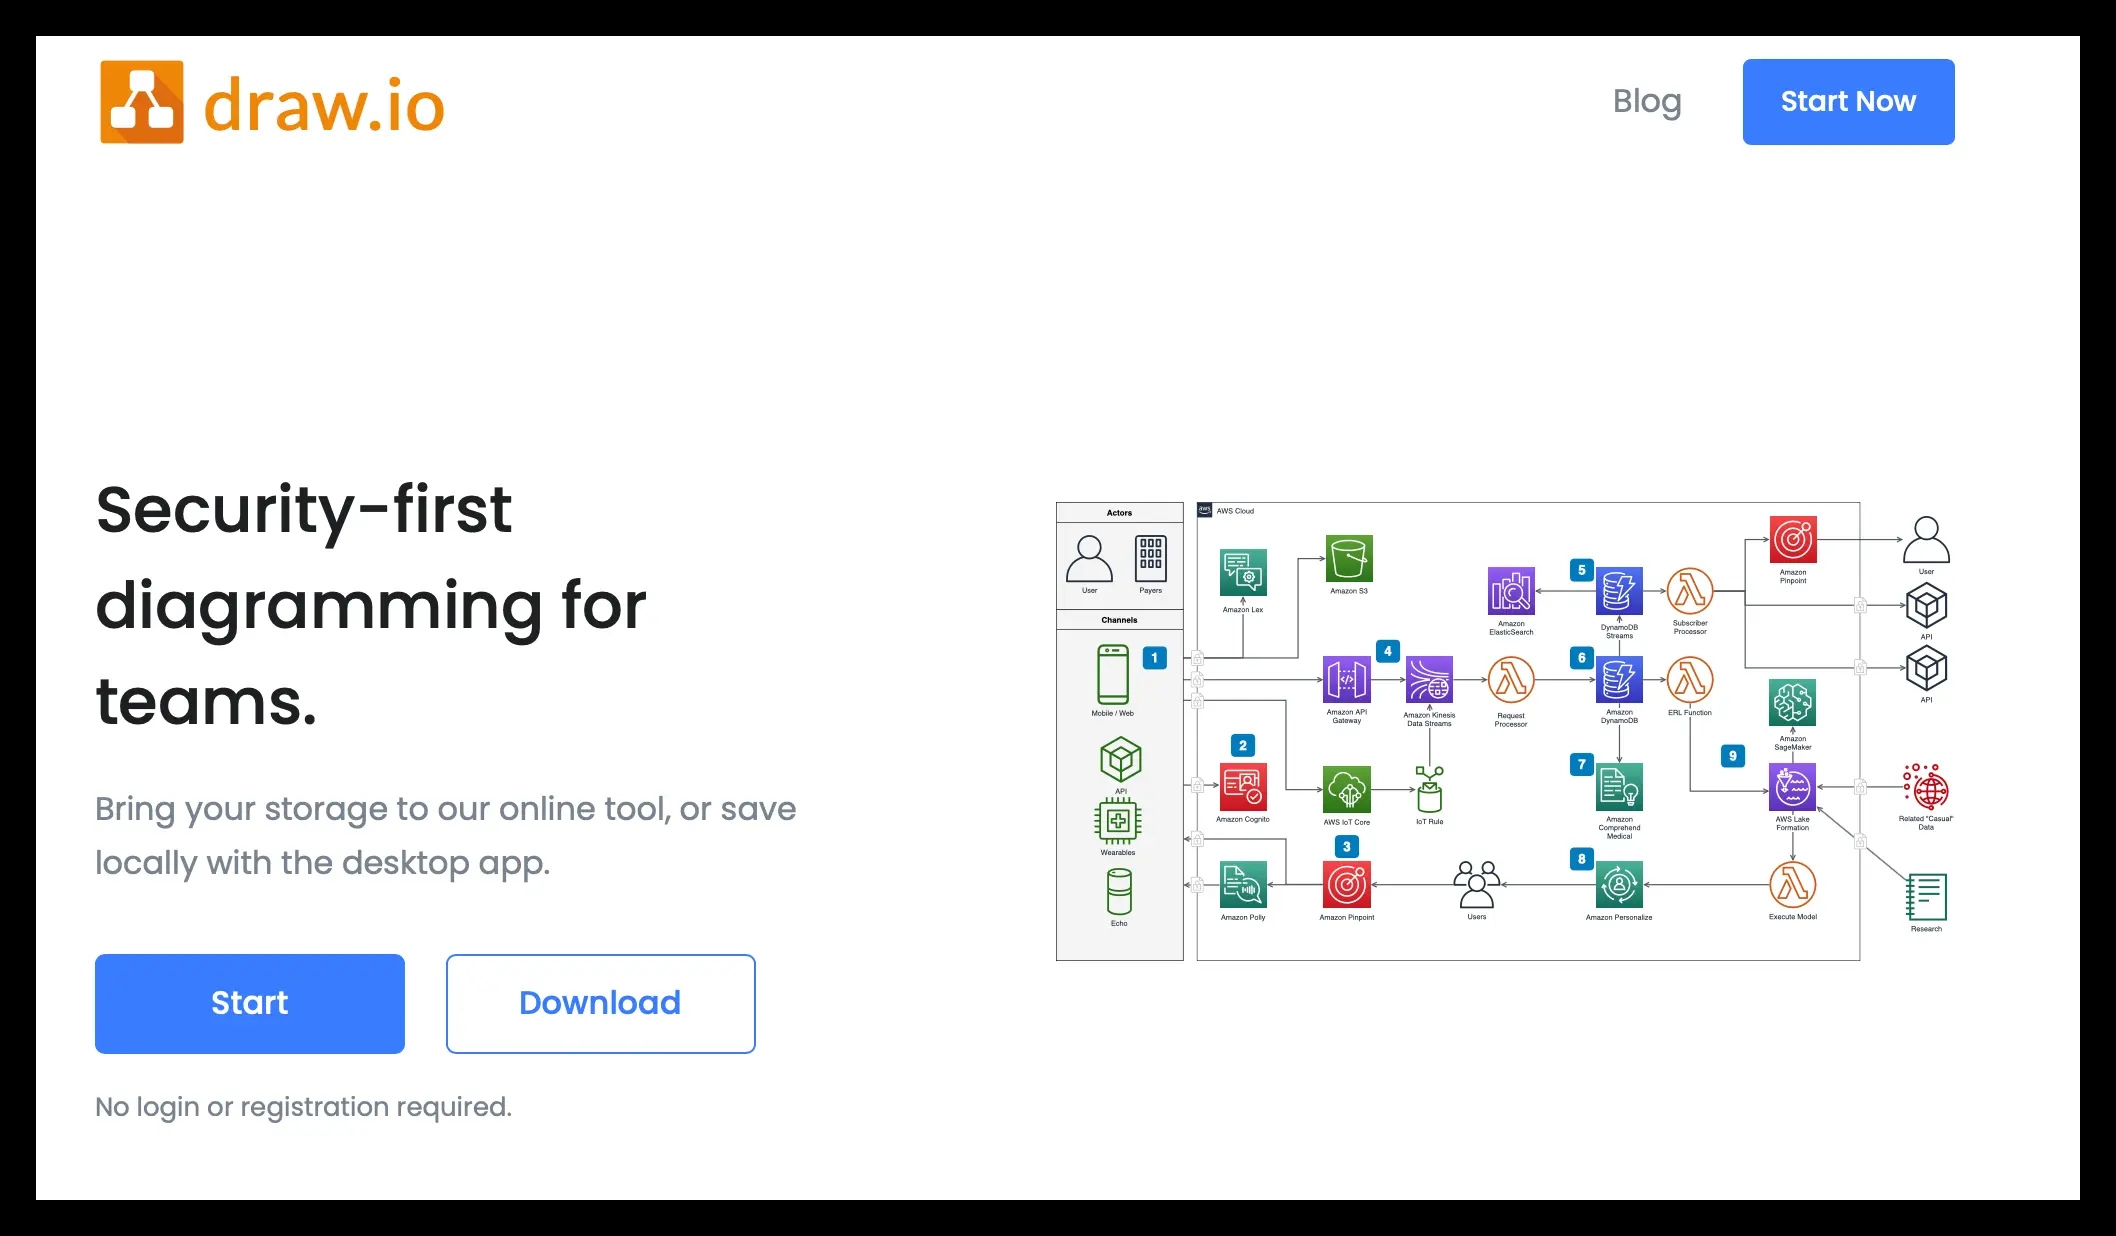 draw.io
Blog
Start Now
Security-first
diagramming for
teams.
Bring your storage to our online tool, or save
locally with the desktop app.
Start
Download
No login or registration required.
Actors
User
Payers
Channels
1
Mobile / Web
API
Wearables
Echo
aws
AWS Cloud
Amazon Lex
Amazon S3
Amazon
ElasticSearch
5
DynamoDB
Streams
Subscriber
Processor
Amazon
Pinpoint
User
API
API
4
Amazon API
Gateway
Amazon Kinesis
Data Streams
Request
Processor
6
Amazon
DynamoDB
ERL Function
Amazon
SageMaker
2
Amazon Cognito
AWS IoT Core
IoT Rule
7
Amazon
Comprehend
Medical
9
AWS Lake
Formation
Related "Casual"
Data
3
Amazon Polly
Amazon Pinpoint
Users
8
Amazon Personalize
Execute Model
Research